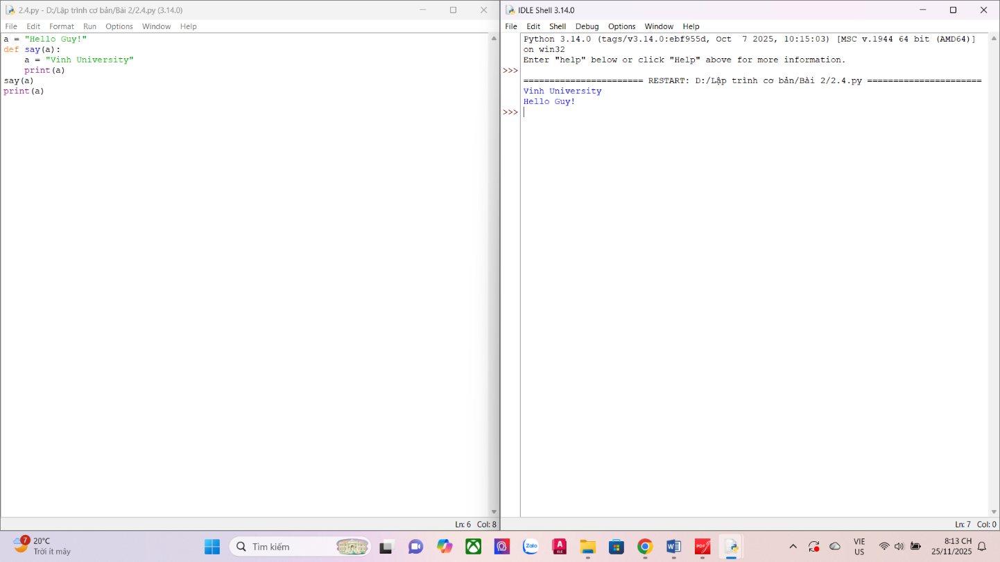 2.4.py - D:/Lập trình cơ bản/Bài 2/2.4.py (3.14.0)
File Edit Format Run Options Window Help
a = "Hello Guy!"
def say(a):
    a = "Vinh University"
    print(a)
say(a)
print(a)
Ln: 6 Col: 8
IDLE Shell 3.14.0
File Edit Shell Debug Options Window Help
Python 3.14.0 (tags/v3.14.0:ebf955d, Oct  7 2025, 10:15:03) [MSC v.1944 64 bit (AMD64)]
on win32
Enter "help" below or click "Help" above for more information.
>>>
======================= RESTART: D:/Lập trình cơ bản/Bài 2/2.4.py ======================
Vinh University
Hello Guy!
>>>
Ln: 7 Col: 0
7
20°C
Trời ít mây
Tìm kiếm
Zalo
A
PDF
VIE
US
8:13 CH
25/11/2025